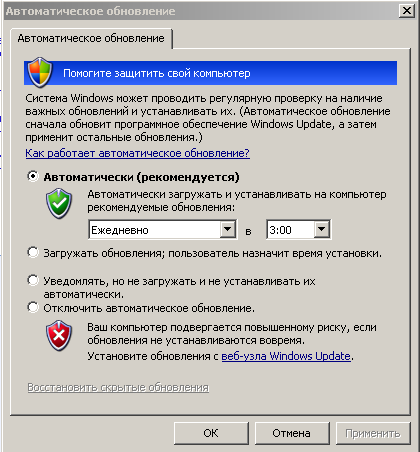 Автоматическое обновление
Автоматическое обновление
Помогите защитить свой компьютер
Система Windows может проводить регулярную проверку на наличие
важных обновлений и устанавливать их. (Автоматическое обновление
сначала обновит программное обеспечение Windows Update, а затем
применит остальные обновления.)
Как работает автоматическое обновление?
Автоматически (рекомендуется)
Автоматически загружать и устанавливать на компьютер
рекомендуемые обновления:
Ежедневно в 3:00
Загружать обновления; пользователь назначит время установки.
Уведомлять, но не загружать и не устанавливать их
автоматически.
Отключить автоматическое обновление.
Ваш компьютер подвергается повышенному риску, если
обновления не устанавливаются вовремя.
Установите обновления с веб-узла Windows Update.
Восстановить скрытые обновления
ОК Отмена Применить